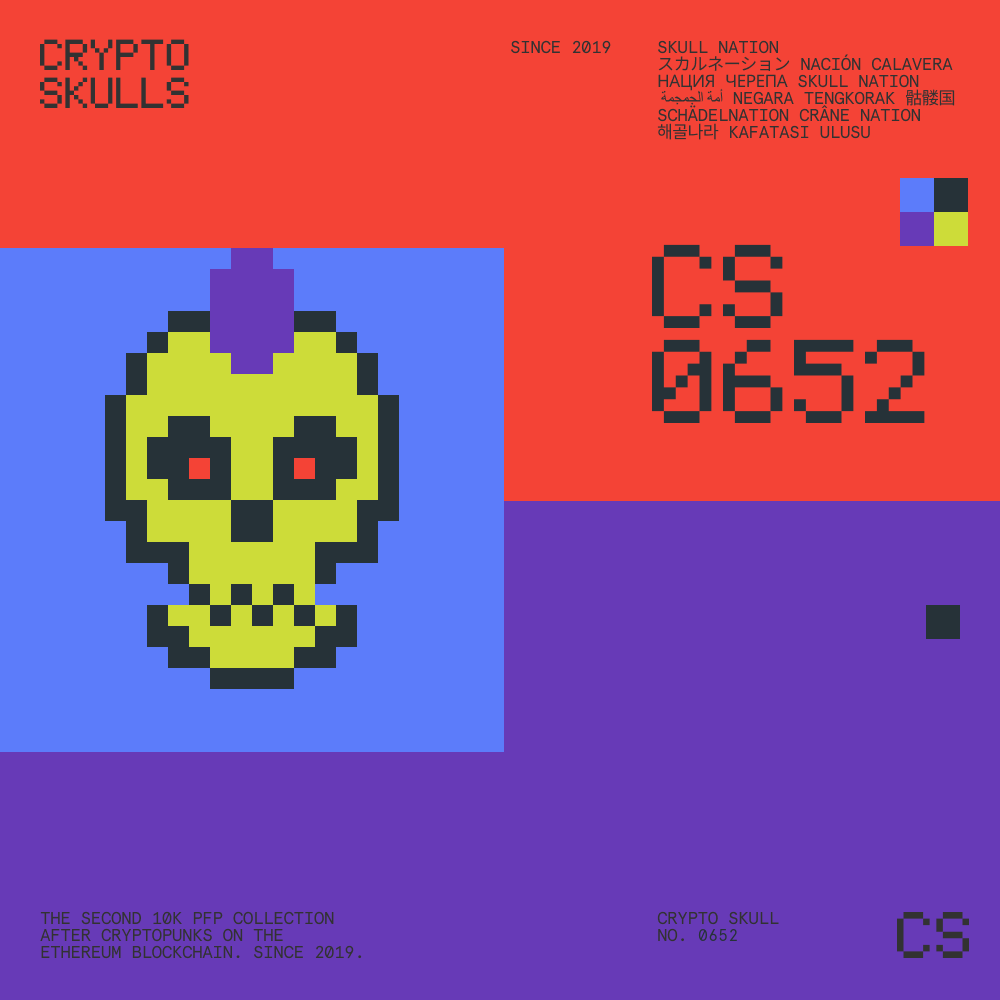 CRYPTO
SKULLS
SINCE 2019
SKULL NATION
スカルネーション NACIÓN CALAVERA
НАЦИЯ ЧЕРЕПА SKULL NATION
أمة الجمجمة NEGARA TENGKORAK 骷髅国
SCHÄDELNATION CRÂNE NATION
해골나라 KAFATASI ULUSU
CS
0652
THE SECOND 10K PFP COLLECTION
AFTER CRYPTOPUNKS ON THE
ETHEREUM BLOCKCHAIN. SINCE 2019.
CRYPTO SKULL
NO. 0652
CS